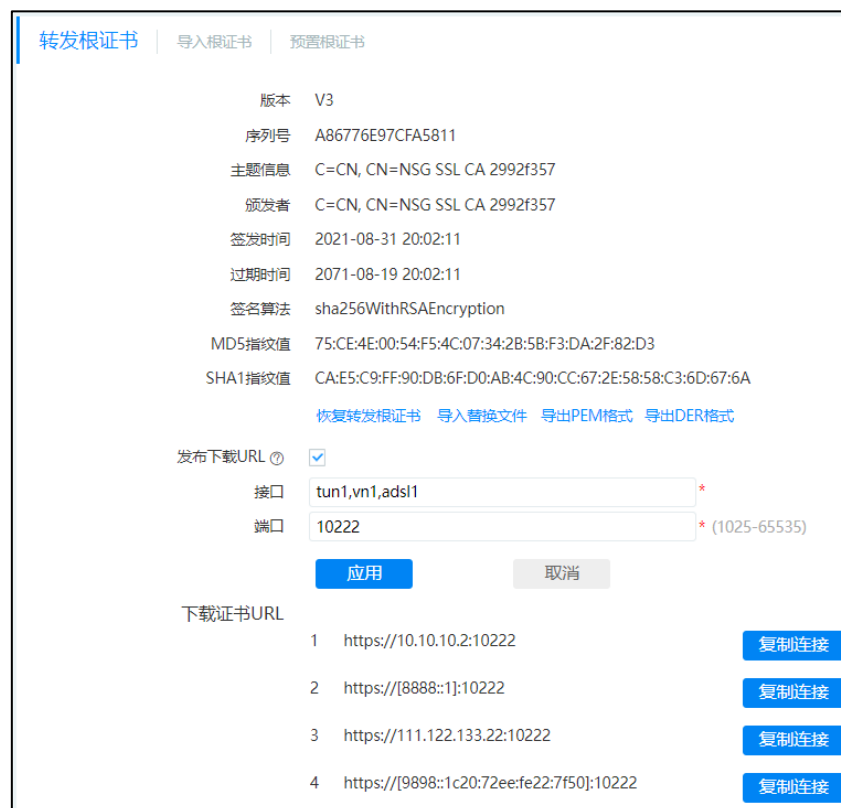 转发根证书 导入根证书 预置根证书
版本 V3
序列号 A86776E97CFA5811
主题信息 C=CN, CN=NSG SSL CA 2992f357
颁发者 C=CN, CN=NSG SSL CA 2992f357
签发时间 2021-08-31 20:02:11
过期时间 2071-08-19 20:02:11
签名算法 sha256WithRSAEncryption
MD5指纹值 75:CE:4E:00:54:F5:4C:07:34:2B:5B:F3:DA:2F:82:D3
SHA1指纹值 CA:E5:C9:FF:90:DB:6F:D0:AB:4C:90:CC:67:2E:58:58:C3:6D:67:6A
恢复转发根证书 导入替换文件 导出PEM格式 导出DER格式
发布下载URL
接口 tun1,vn1,adsl1 *
端口 10222 * (1025-65535)
应用 取消
下载证书URL
1 https://10.10.10.2:10222 复制连接
2 https://[8888::1]:10222 复制连接
3 https://111.122.133.22:10222 复制连接
4 https://[9898::1c20:72ee:fe22:7f50]:10222 复制连接